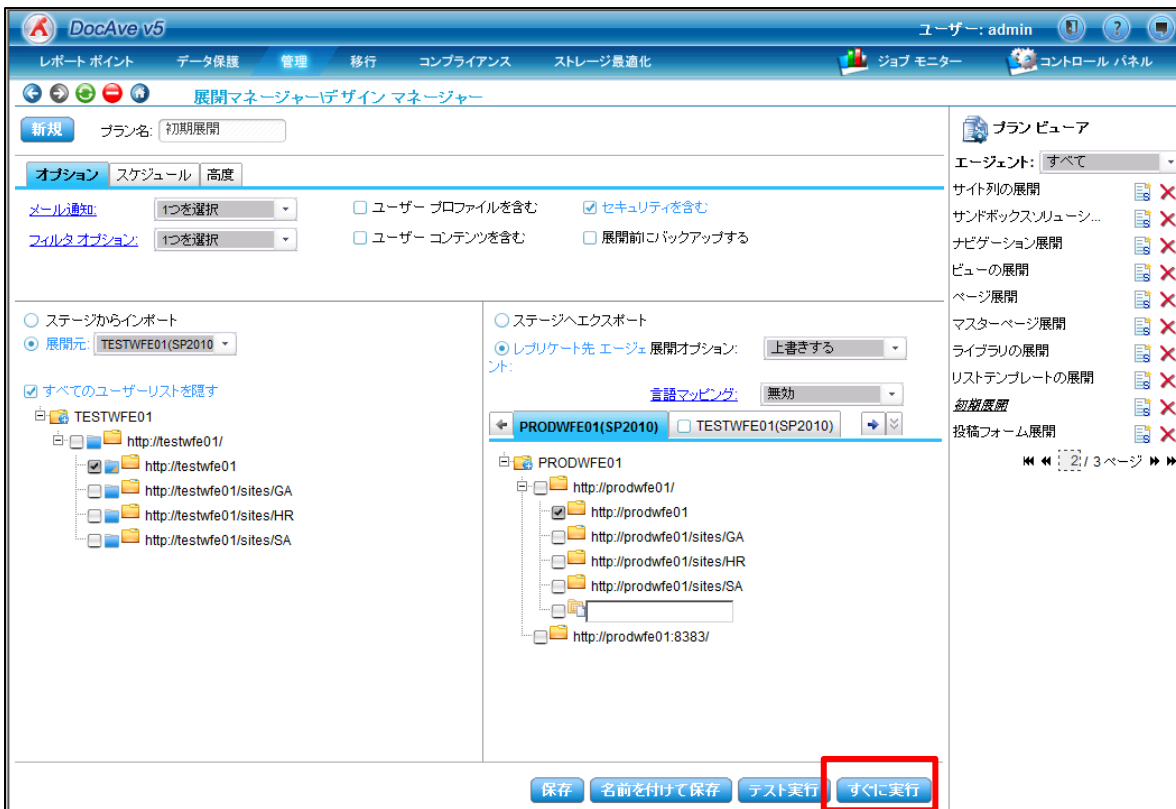 DocAve v5 ユーザー: admin
レポート ポイント データ保護 管理 移行 コンプライアンス ストレージ最適化 ジョブ モニター コントロール パネル
展開マネージャー\デザイン マネージャー
新規 プラン名: 初期展開
オプション スケジュール 高度
メール通知: 1つを選択 ユーザー プロファイルを含む セキュリティを含む
フィルタ オプション: 1つを選択 ユーザー コンテンツを含む 展開前にバックアップする
ステージからインポート
展開元: TESTWFE01(SP2010
すべてのユーザーリストを隠す
TESTWFE01
http://testwfe01/
http://testwfe01
http://testwfe01/sites/GA
http://testwfe01/sites/HR
http://testwfe01/sites/SA
ステージへエクスポート
レプリケート先 エージェ 展開オプション: 上書きする
ント:
言語マッピング: 無効
PRODWFE01(SP2010) TESTWFE01(SP2010)
PRODWFE01
http://prodwfe01/
http://prodwfe01
http://prodwfe01/sites/GA
http://prodwfe01/sites/HR
http://prodwfe01/sites/SA
http://prodwfe01:8383/
保存 名前を付けて保存 テスト実行 すぐに実行
プラン ビューア
エージェント: すべて
サイト列の展開
サンドボックスソリューシ...
ナビゲーション展開
ビューの展開
ページ展開
マスターページ展開
ライブラリの展開
リストテンプレートの展開
初期展開
投稿フォーム展開
2 / 3 ページ